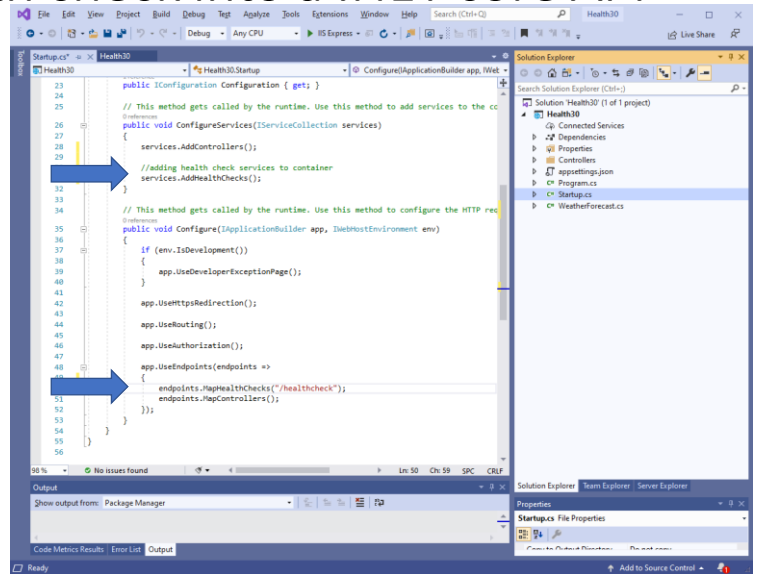 File Edit View Project Build Debug Test Analyze Tools Extensions Window Help Search (Ctrl+Q) Health30
Debug Any CPU IIS Express Live Share
Toolbox
Startup.cs* Health30
Health30 Health30.Startup Configure(IApplicationBuilder app, IWeb
23 public IConfiguration Configuration { get; }
24
25 // This method gets called by the runtime. Use this method to add services to the co
0 references
26 public void ConfigureServices(IServiceCollection services)
27 {
28 services.AddControllers();
29
//adding health check services to container
services.AddHealthChecks();
32 }
33
34 // This method gets called by the runtime. Use this method to configure the HTTP req
0 references
35 public void Configure(IApplicationBuilder app, IWebHostEnvironment env)
36 {
37 if (env.IsDevelopment())
38 {
39 app.UseDeveloperExceptionPage();
40 }
41
42 app.UseHttpsRedirection();
43
44 app.UseRouting();
45
46 app.UseAuthorization();
47
48 app.UseEndpoints(endpoints =>
49 {
endpoints.MapHealthChecks("/healthcheck");
51 endpoints.MapControllers();
52 });
53 }
54 }
55 }
56
98 % No issues found Ln: 50 Ch: 59 SPC CRLF
Output
Show output from: Package Manager
Code Metrics Results Error List Output
Solution Explorer
Search Solution Explorer (Ctrl+;)
Solution 'Health30' (1 of 1 project)
Health30
Connected Services
Dependencies
Properties
Controllers
appsettings.json
C# Program.cs
C# Startup.cs
C# WeatherForecast.cs
Solution Explorer Team Explorer Server Explorer
Properties
Startup.cs File Properties
Copy to Output Directory Do not copy
Ready Add to Source Control